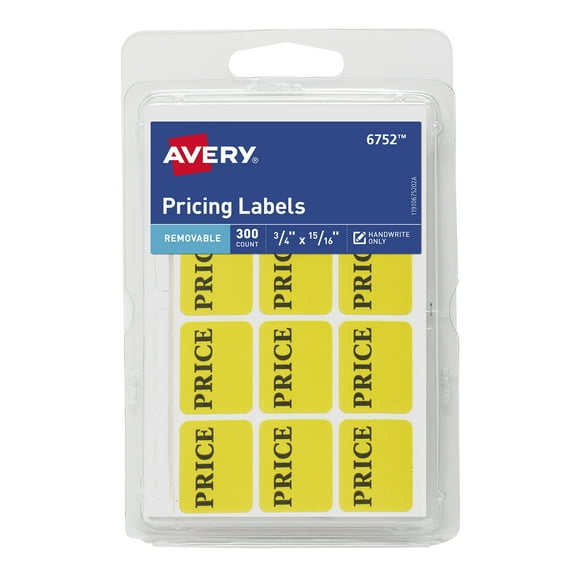 AVERY®
6752™
Pricing Labels
REMOVABLE
300 COUNT
3/4" x 15/16"
HANDWRITE ONLY
11910675202A
PRICE PRICE PRICE
PRICE PRICE PRICE
PRICE PRICE PRICE